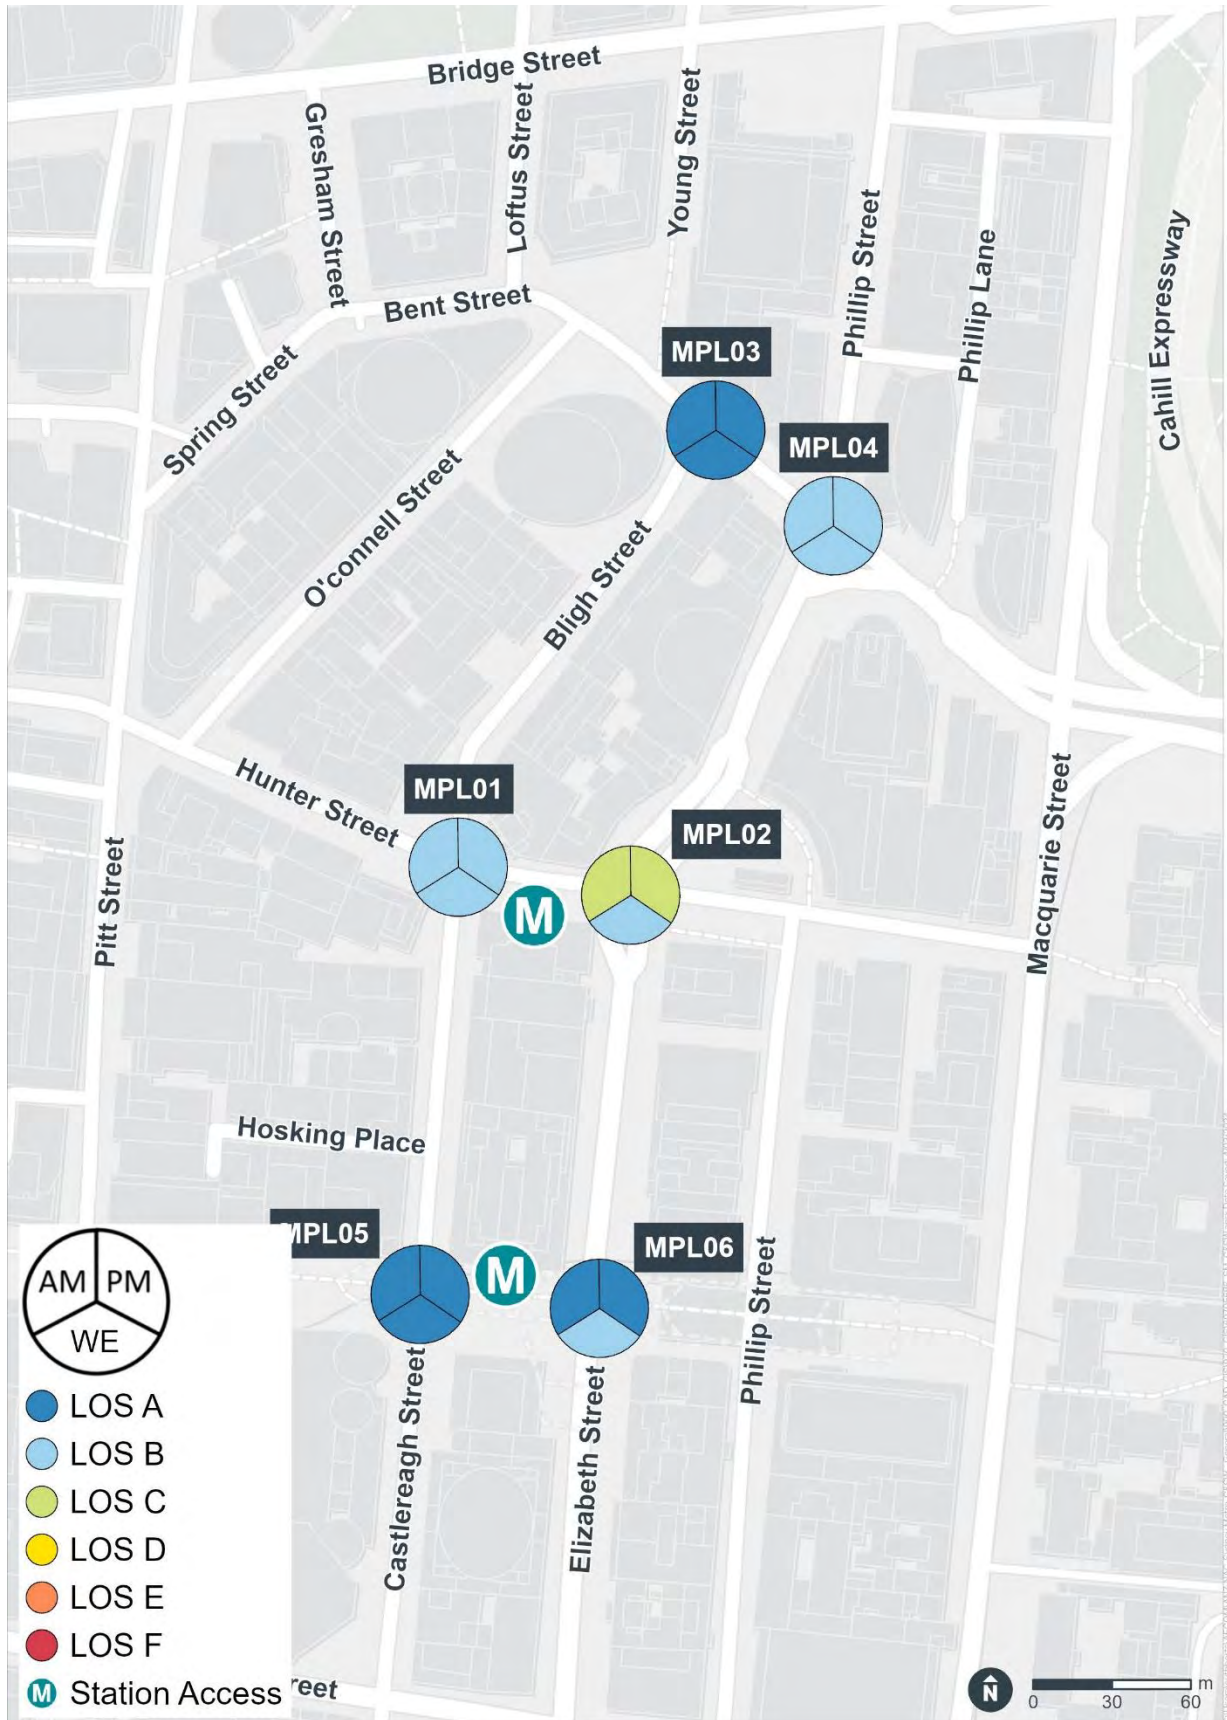 Bridge Street
Gresham Street
Loftus Street
Young Street
Phillip Street
Phillip Lane
Cahill Expressway
Bent Street
Spring Street
MPL03
MPL04
O'connell Street
Bligh Street
Hunter Street
MPL01
MPL02
M
Pitt Street
Macquarie Street
Hosking Place
MPL05
M
MPL06
Phillip Street
Castlereagh Street
Elizabeth Street
AM PM
WE
LOS A
LOS B
LOS C
LOS D
LOS E
LOS F
M Station Access
reet
N
0 30 60 m